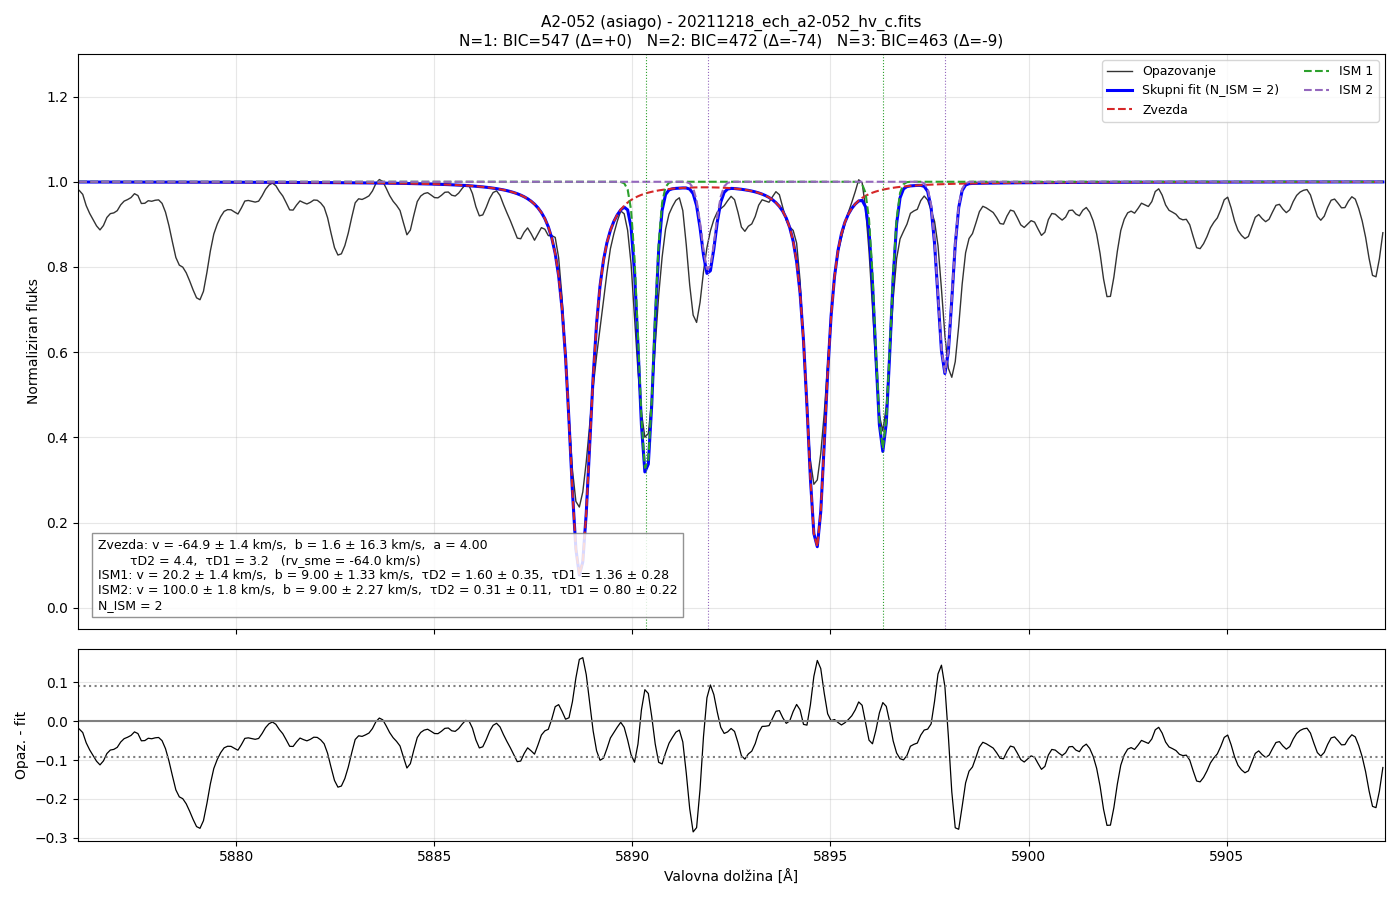 A2-052 (asiago) - 20211218_ech_a2-052_hv_c.fits
N=1: BIC=547 (Δ=+0)   N=2: BIC=472 (Δ=-74)   N=3: BIC=463 (Δ=-9)
Opazovanje
Skupni fit (N_ISM = 2)
Zvezda
ISM 1
ISM 2
Normaliziran fluks
1.2
1.0
0.8
0.6
0.4
0.2
0.0
Zvezda: v = -64.9 ± 1.4 km/s,  b = 1.6 ± 16.3 km/s,  a = 4.00
τD2 = 4.4,  τD1 = 3.2   (rv_sme = -64.0 km/s)
ISM1: v = 20.2 ± 1.4 km/s,  b = 9.00 ± 1.33 km/s,  τD2 = 1.60 ± 0.35,  τD1 = 1.36 ± 0.28
ISM2: v = 100.0 ± 1.8 km/s,  b = 9.00 ± 2.27 km/s,  τD2 = 0.31 ± 0.11,  τD1 = 0.80 ± 0.22
N_ISM = 2
Opaz. - fit
0.1
0.0
−0.1
−0.2
−0.3
5880 5885 5890 5895 5900 5905
Valovna dolžina [Å]